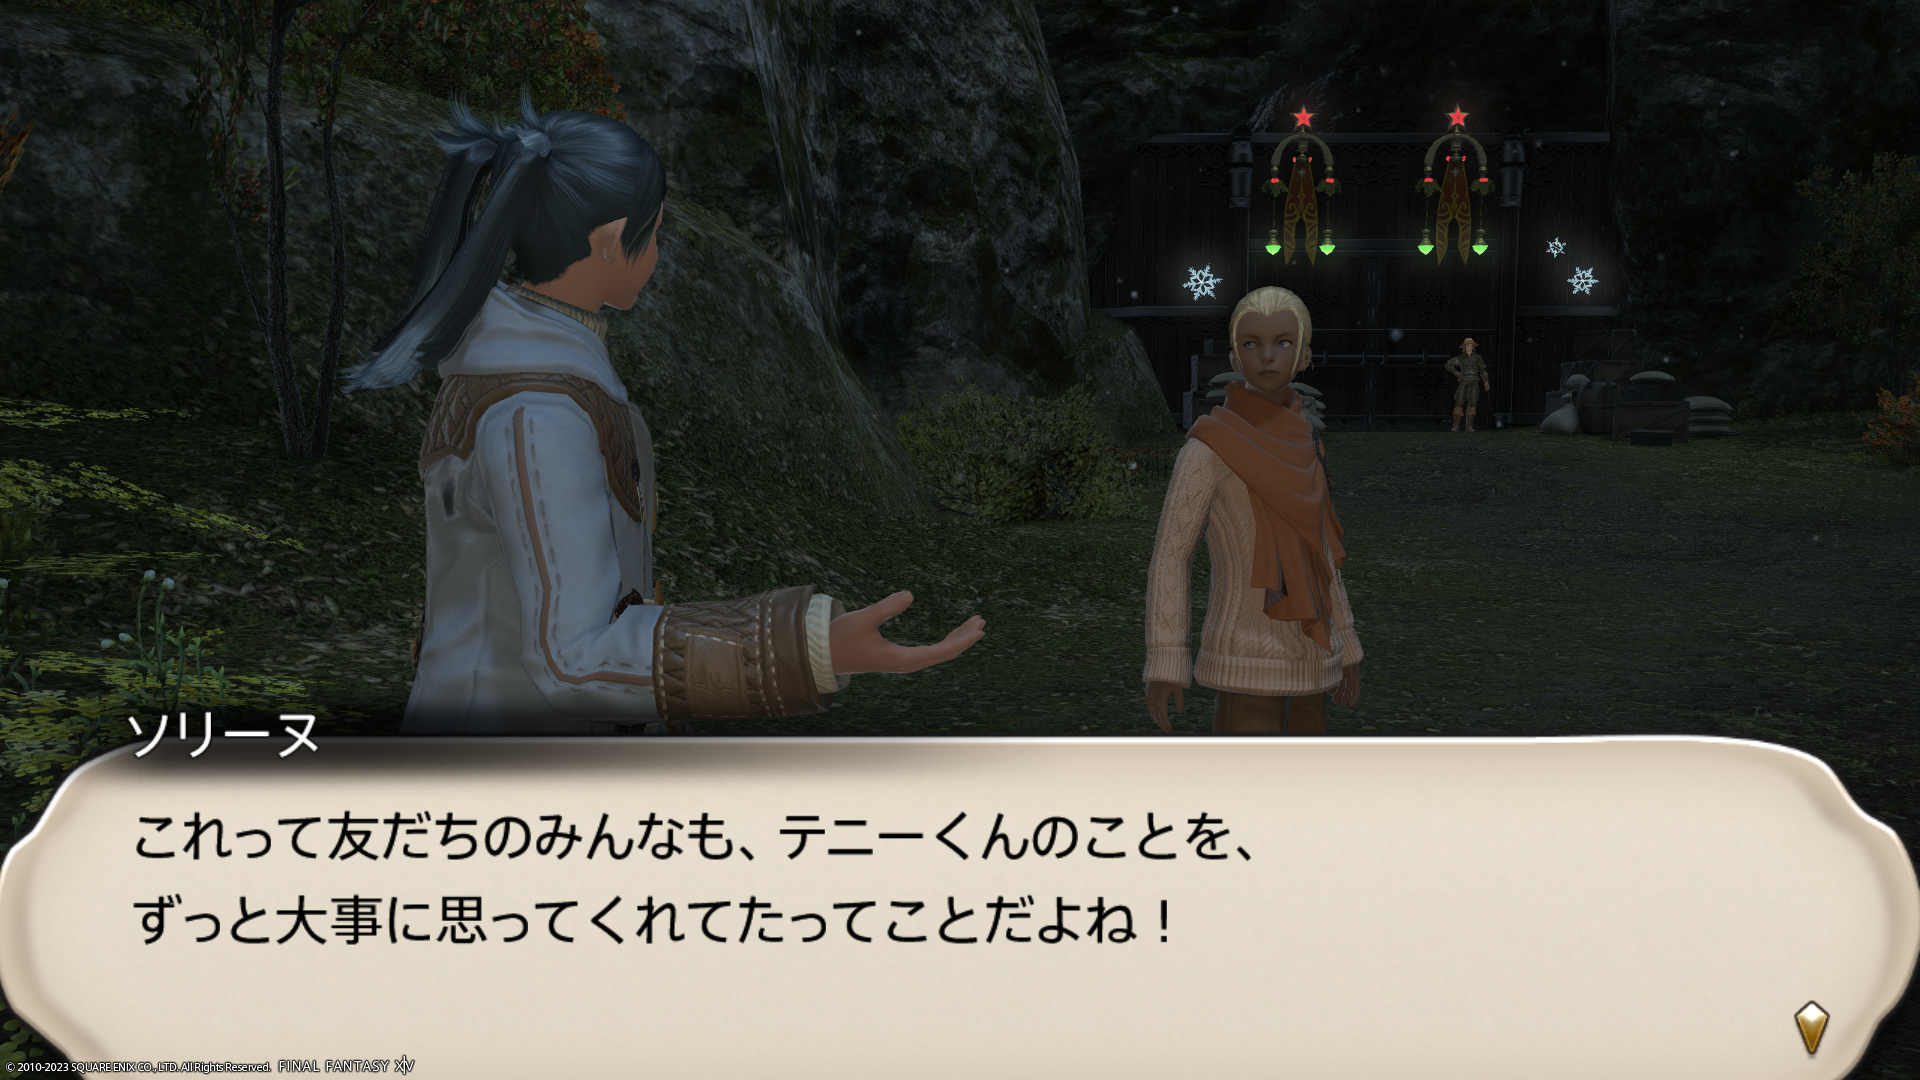 ソリーヌ
これって友だちのみんなも、テニーくんのことを、
ずっと大事に思ってくれてたってことだよね！
© 2010-2023 SQUARE ENIX CO., LTD. All Rights Reserved. FINAL FANTASY XIV